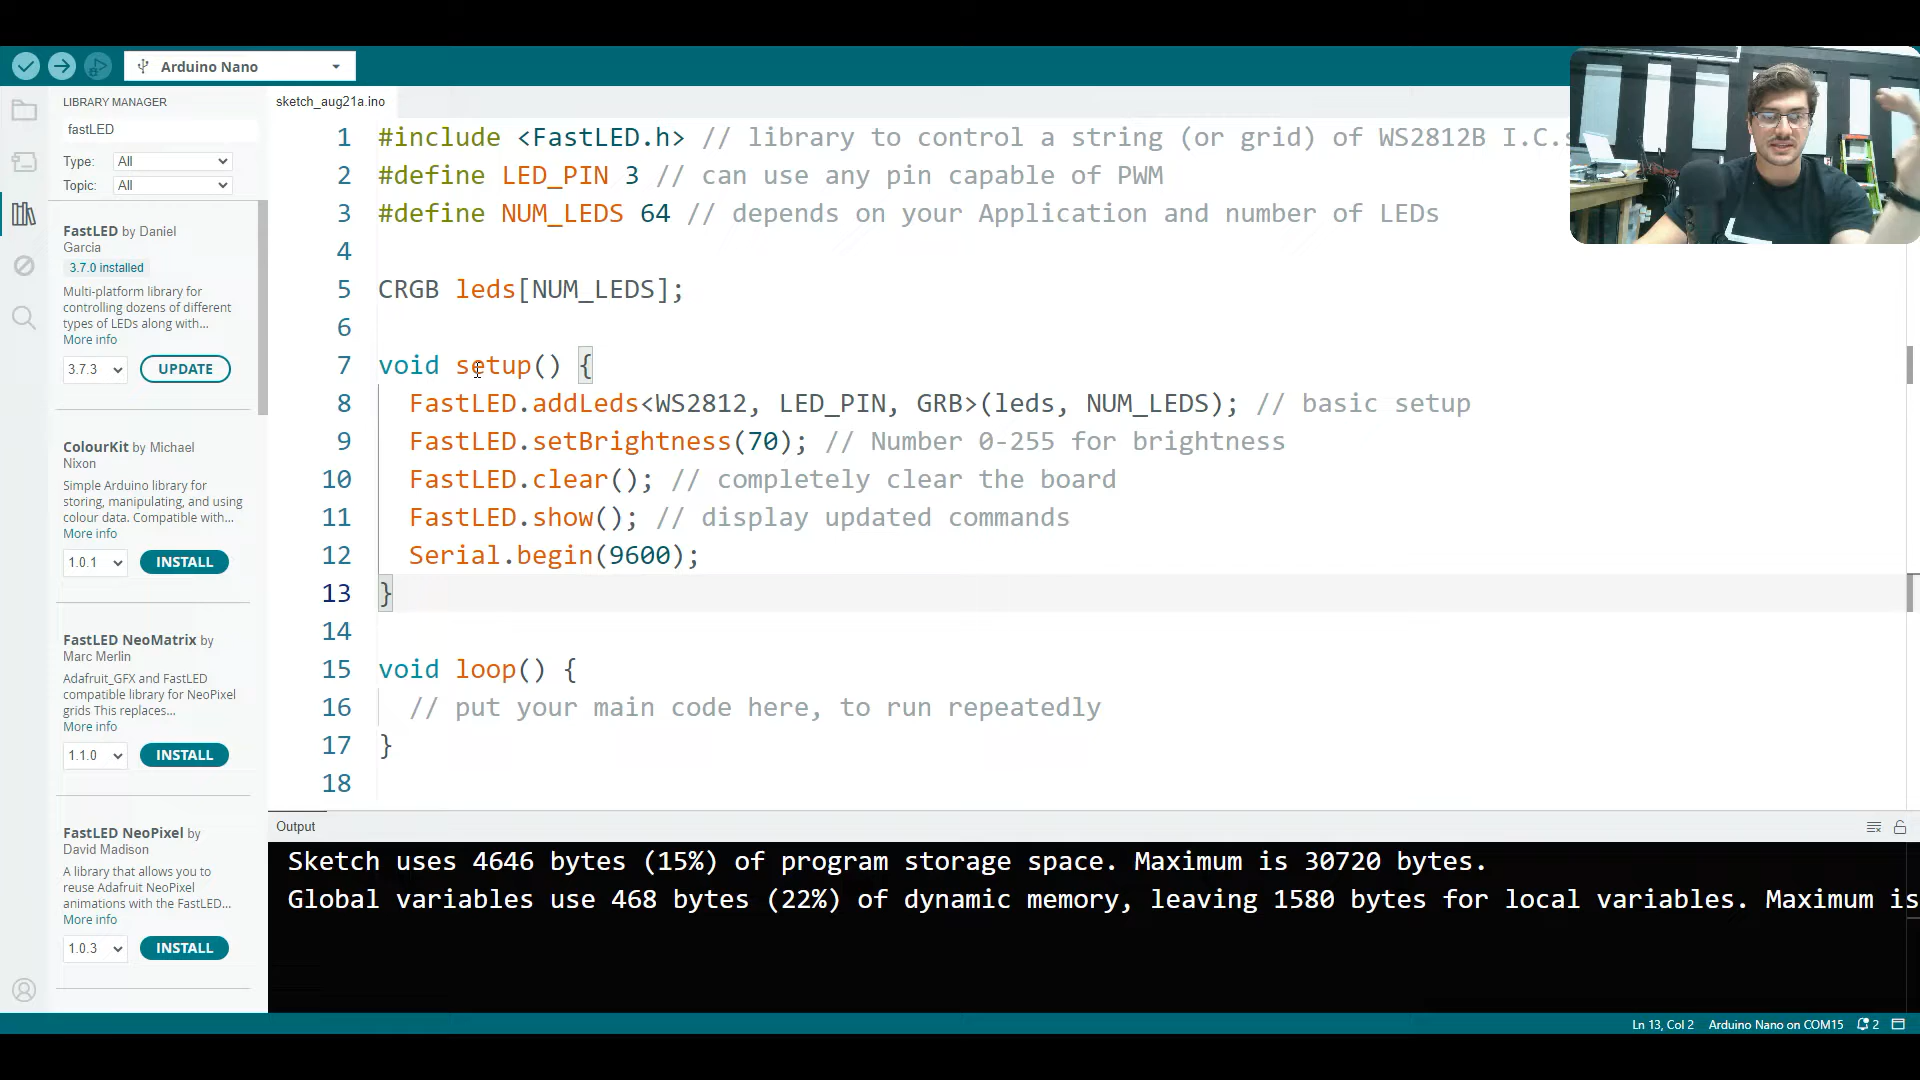 Arduino Nano
LIBRARY MANAGER
fastLED
Type: All
Topic: All
FastLED by Daniel
Garcia
3.7.0 installed
Multi-platform library for
controlling dozens of different
types of LEDs along with...
More info
3.7.3 UPDATE
ColourKit by Michael
Nixon
Simple Arduino library for
storing, manipulating, and using
colour data. Compatible with...
More info
1.0.1 INSTALL
FastLED NeoMatrix by
Marc Merlin
Adafruit_GFX and FastLED
compatible library for NeoPixel
grids This replaces...
More info
1.1.0 INSTALL
FastLED NeoPixel by
David Madison
A library that allows you to
reuse Adafruit NeoPixel
animations with the FastLED...
More info
1.0.3 INSTALL
sketch_aug21a.ino
1 #include <FastLED.h> // library to control a string (or grid) of WS2812B I.C.s
2 #define LED_PIN 3 // can use any pin capable of PWM
3 #define NUM_LEDS 64 // depends on your Application and number of LEDs
4
5 CRGB leds[NUM_LEDS];
6
7 void setup() {
8 FastLED.addLeds<WS2812, LED_PIN, GRB>(leds, NUM_LEDS); // basic setup
9 FastLED.setBrightness(70); // Number 0-255 for brightness
10 FastLED.clear(); // completely clear the board
11 FastLED.show(); // display updated commands
12 Serial.begin(9600);
13 }
14
15 void loop() {
16 // put your main code here, to run repeatedly
17 }
18
Output
Sketch uses 4646 bytes (15%) of program storage space. Maximum is 30720 bytes.
Global variables use 468 bytes (22%) of dynamic memory, leaving 1580 bytes for local variables. Maximum is
Ln 13, Col 2 Arduino Nano on COM15 2